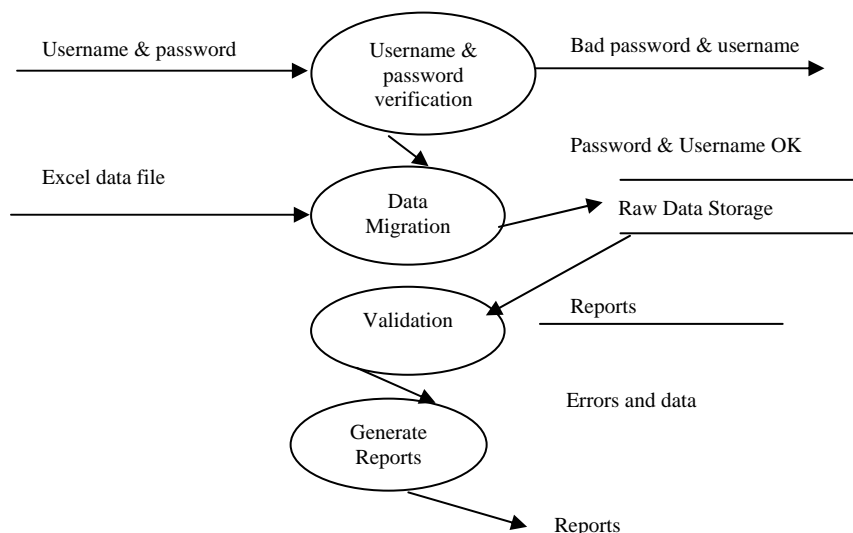 Username & password
Username &
password
verification
Bad password & username
Password & Username OK
Excel data file
Data
Migration
Raw Data Storage
Validation
Reports
Errors and data
Generate
Reports
Reports